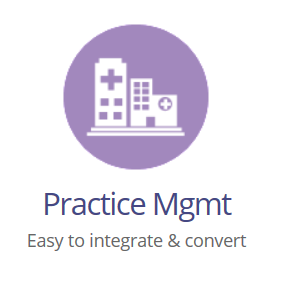 Practice Mgmt
Easy to integrate & convert